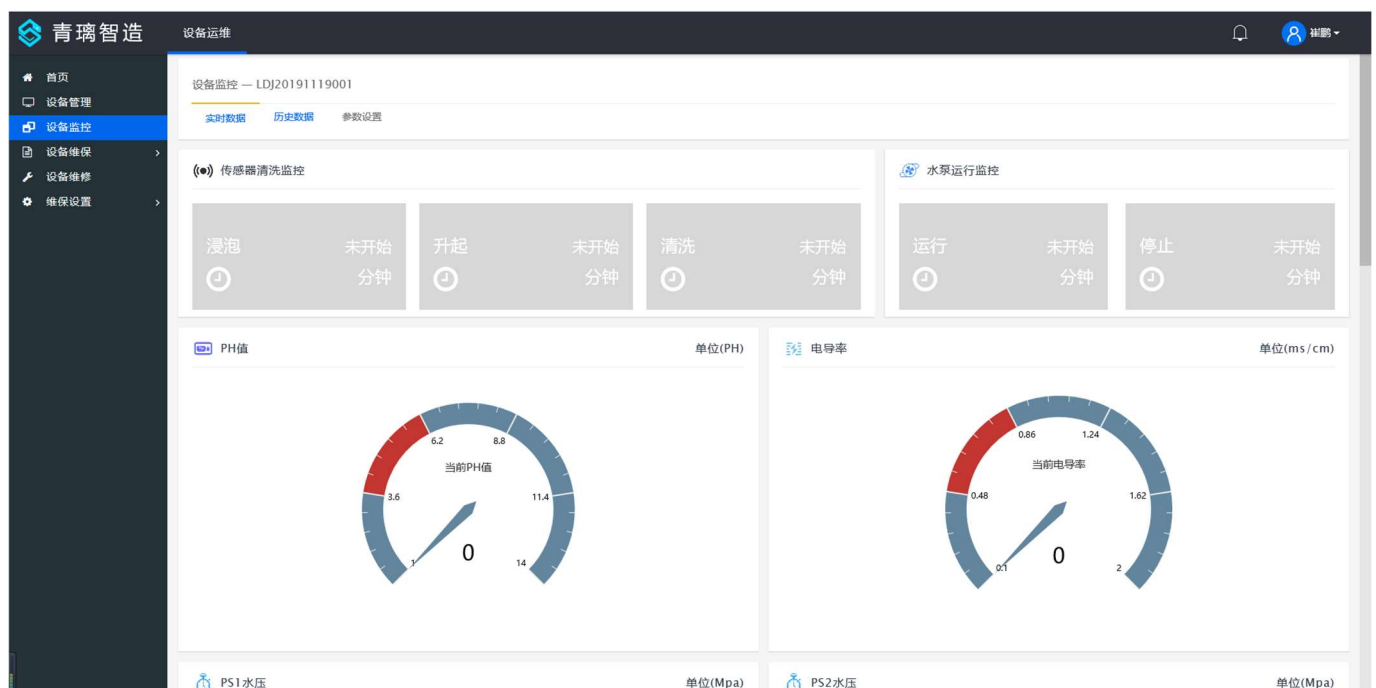 青璃智造
设备运维
崔鹏
首页
设备管理
设备监控
设备维保
设备维修
维保设置
设备监控 — LDJ20191119001
实时数据 历史数据 参数设置
传感器清洗监控
浸泡 未开始
分钟
升起 未开始
分钟
清洗 未开始
分钟
水泵运行监控
运行 未开始
分钟
停止 未开始
分钟
PH值 单位(PH)
6.2 8.8
当前PH值
3.6 11.4
0
1 14
电导率 单位(ms/cm)
0.86 1.24
当前电导率
0.48 1.62
0
0.1 2
PS1水压 单位(Mpa)
PS2水压 单位(Mpa)